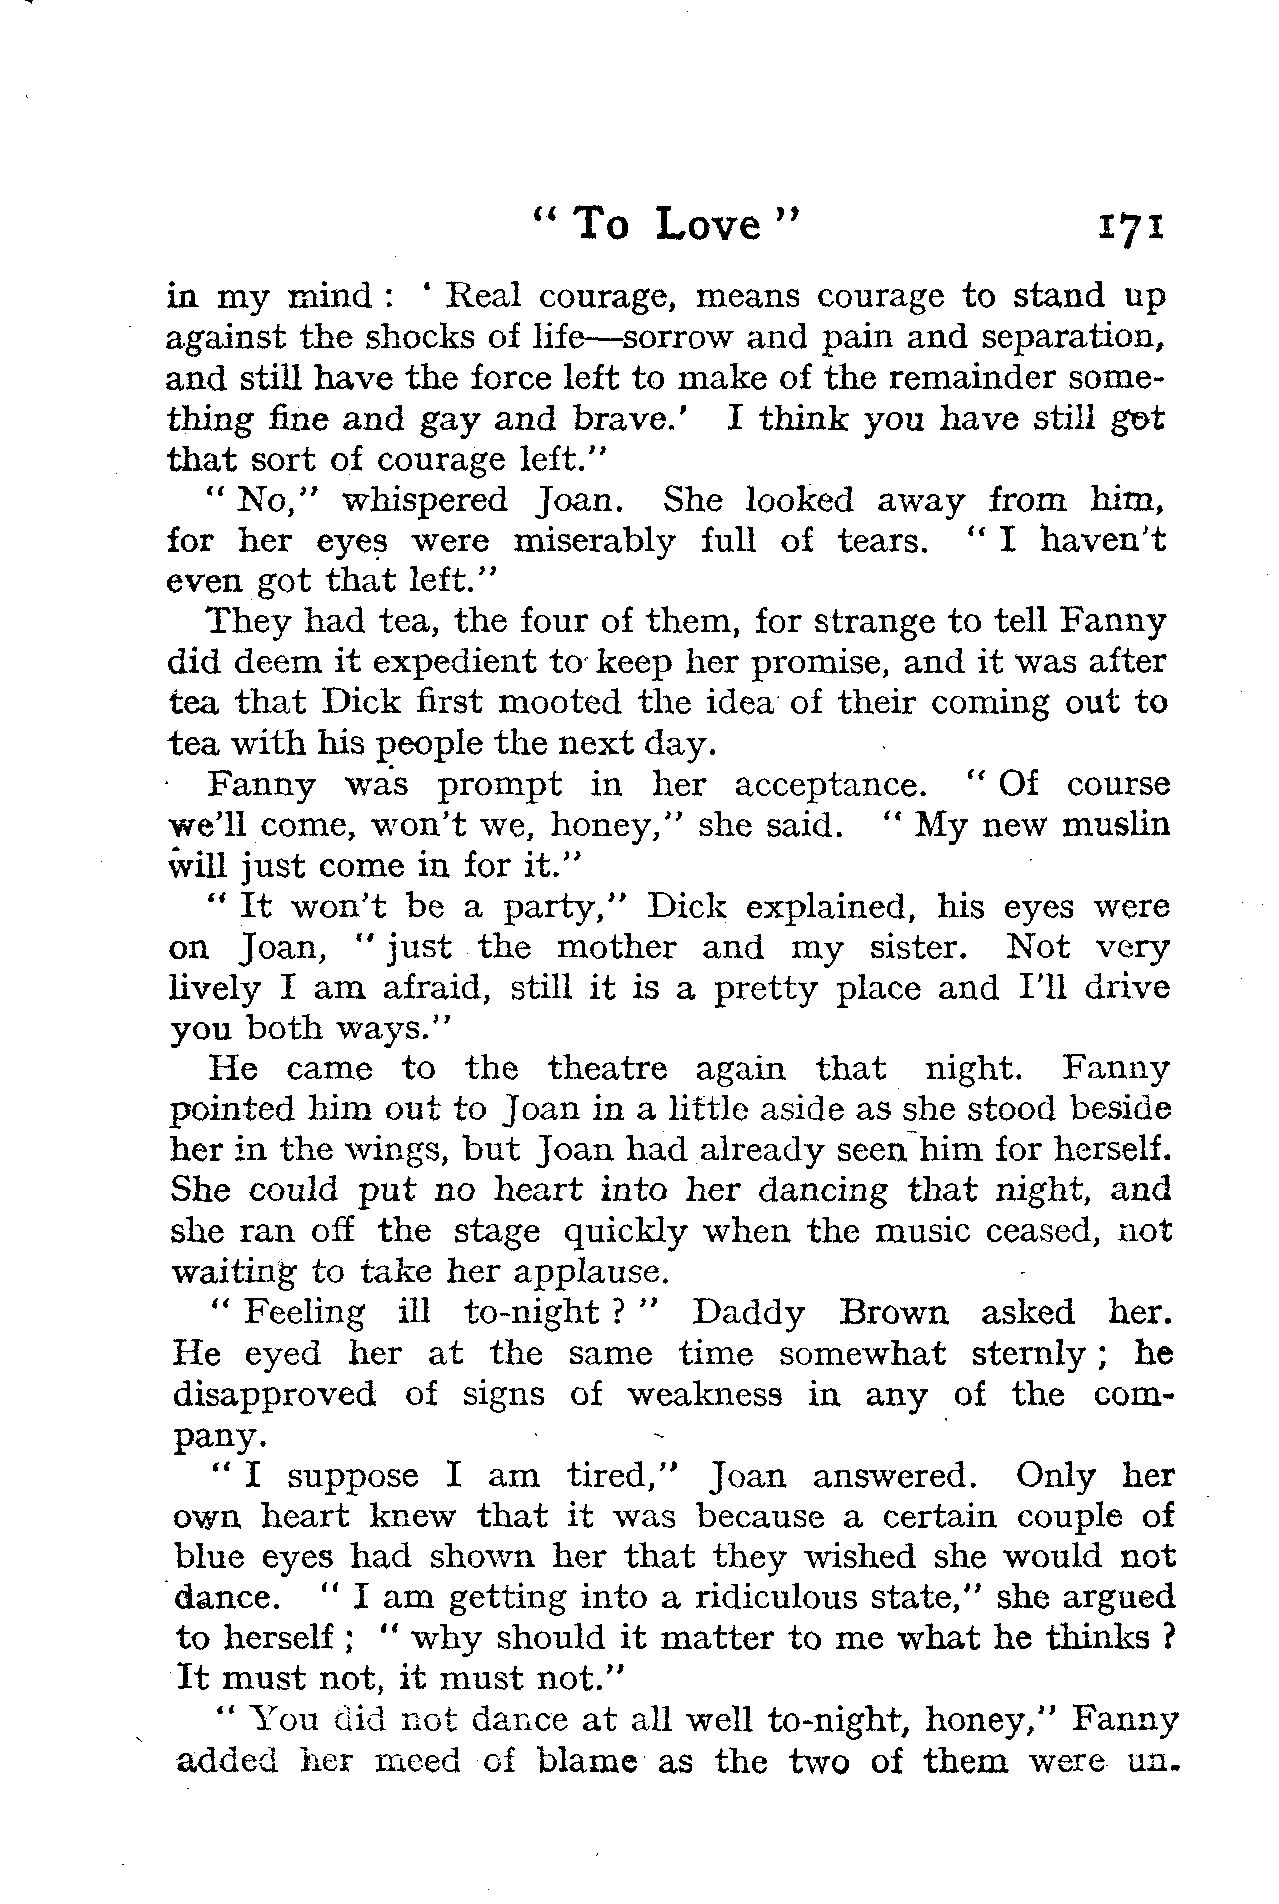 " To Love " 171
in my mind : ' Real courage, means courage to stand up
against the shocks of life—sorrow and pain and separation,
and still have the force left to make of the remainder some-
thing fine and gay and brave.' I think you have still got
that sort of courage left."
" No," whispered Joan. She looked away from him,
for her eyes were miserably full of tears. " I haven't
even got that left."
They had tea, the four of them, for strange to tell Fanny
did deem it expedient to keep her promise, and it was after
tea that Dick first mooted the idea of their coming out to
tea with his people the next day.
Fanny was prompt in her acceptance. " Of course
we'll come, won't we, honey," she said. " My new muslin
will just come in for it."
" It won't be a party," Dick explained, his eyes were
on Joan, " just the mother and my sister. Not very
lively I am afraid, still it is a pretty place and I'll drive
you both ways."
He came to the theatre again that night. Fanny
pointed him out to Joan in a little aside as she stood beside
her in the wings, but Joan had already seen him for herself.
She could put no heart into her dancing that night, and
she ran off the stage quickly when the music ceased, not
waiting to take her applause.
" Feeling ill to-night ? " Daddy Brown asked her.
He eyed her at the same time somewhat sternly ; he
disapproved of signs of weakness in any of the com-
pany.
" I suppose I am tired," Joan answered. Only her
own heart knew that it was because a certain couple of
blue eyes had shown her that they wished she would not
dance. " I am getting into a ridiculous state," she argued
to herself ; " why should it matter to me what he thinks ?
It must not, it must not."
" You did not dance at all well to-night, honey," Fanny
added her meed of blame as the two of them were un-